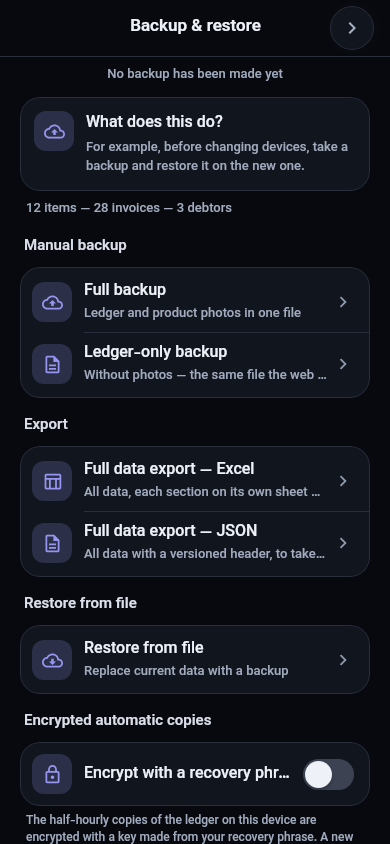 Backup & restore
No backup has been made yet
What does this do?
For example, before changing devices, take a
backup and restore it on the new one.
12 items — 28 invoices — 3 debtors
Manual backup
Full backup
Ledger and product photos in one file
Ledger-only backup
Without photos — the same file the web ...
Export
Full data export — Excel
All data, each section on its own sheet ...
Full data export — JSON
All data with a versioned header, to take...
Restore from file
Restore from file
Replace current data with a backup
Encrypted automatic copies
Encrypt with a recovery phr...
The half-hourly copies of the ledger on this device are
encrypted with a key made from your recovery phrase. A new